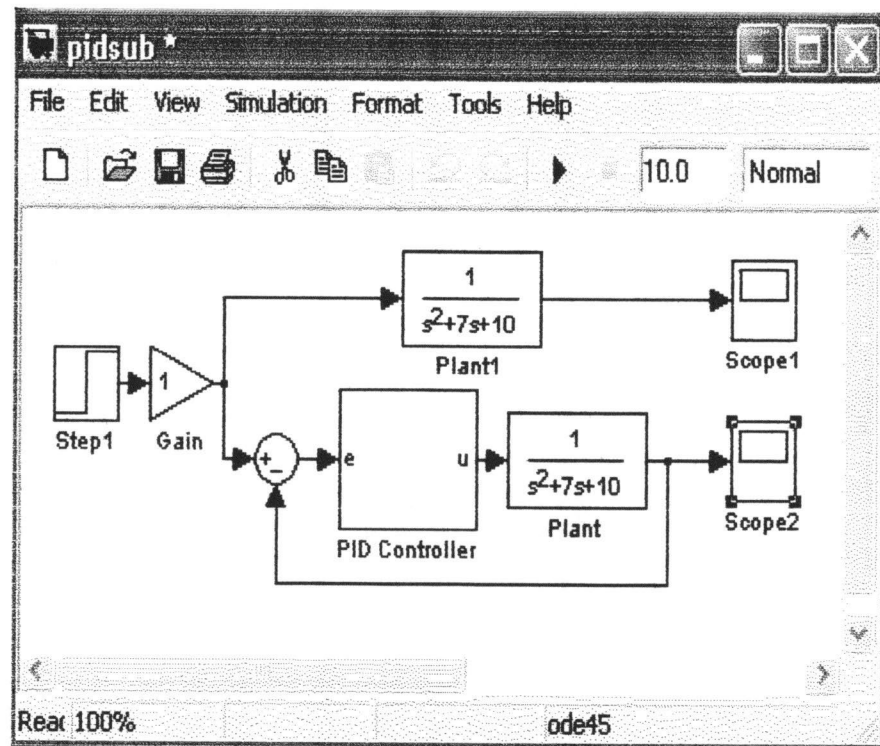 pidsub *
File Edit View Simulation Format Tools Help
10.0 Normal
1
s²+7s+10
Plant1
Scope1
Step1
1
Gain
+
−
e u
PID Controller
1
s²+7s+10
Plant
Scope2
Reac 100% ode45